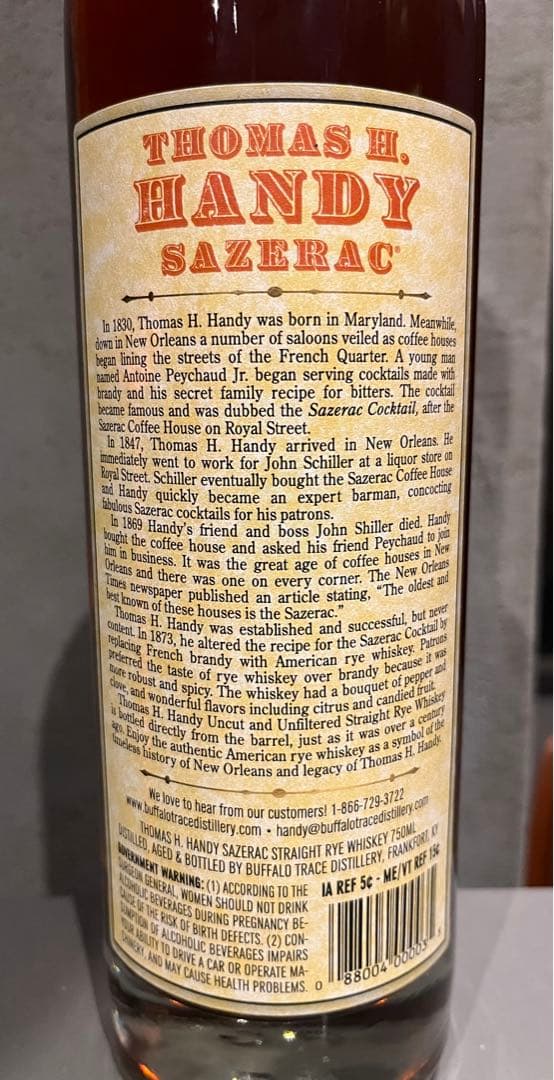 THOMAS H.
HANDY
SAZERAC®
In 1830, Thomas H. Handy was born in Maryland. Meanwhile,
down in New Orleans a number of saloons veiled as coffee houses
began lining the streets of the French Quarter. A young man
named Antoine Peychaud Jr. began serving cocktails made with
brandy and his secret family recipe for bitters. The cocktail
became famous and was dubbed the Sazerac Cocktail, after the
Sazerac Coffee House on Royal Street.
In 1847, Thomas H. Handy arrived in New Orleans. He
immediately went to work for John Schiller at a liquor store on
Royal Street. Schiller eventually bought the Sazerac Coffee House
and Handy quickly became an expert barman, concocting
fabulous Sazerac cocktails for his patrons.
In 1869 Handy's friend and boss John Shiller died. Handy
bought the coffee house and asked his friend Peychaud to join
him in business. It was the great age of coffee houses in New
Orleans and there was one on every corner. The New Orleans
Times newspaper published an article stating, "The oldest and
best known of these houses is the Sazerac."
Thomas H. Handy was established and successful, but never
content. In 1873, he altered the recipe for the Sazerac Cocktail by
replacing French brandy with American rye whiskey. Patrons
preferred the taste of rye whiskey over brandy because it was
more robust and spicy. The whiskey had a bouquet of pepper and
clove, and wonderful flavors including citrus and candied fruit.
Thomas H. Handy Uncut and Unfiltered Straight Rye Whiskey
is bottled directly from the barrel, just as it was over a century
ago. Enjoy the authentic American rye whiskey as a symbol of the
timeless history of New Orleans and legacy of Thomas H. Handy.
We love to hear from our customers! 1-866-729-3722
www.buffalotracedistillery.com • handy@buffalotracedistillery.com
THOMAS H. HANDY SAZERAC STRAIGHT RYE WHISKEY 750ML
DISTILLED, AGED & BOTTLED BY BUFFALO TRACE DISTILLERY, FRANKFORT, KY
GOVERNMENT WARNING: (1) ACCORDING TO THE
SURGEON GENERAL, WOMEN SHOULD NOT DRINK
ALCOHOLIC BEVERAGES DURING PREGNANCY BE-
CAUSE OF THE RISK OF BIRTH DEFECTS. (2) CON-
SUMPTION OF ALCOHOLIC BEVERAGES IMPAIRS
YOUR ABILITY TO DRIVE A CAR OR OPERATE MA-
CHINERY, AND MAY CAUSE HEALTH PROBLEMS.
IA REF 5¢ - ME/VT REF 15¢
0 88004 00003